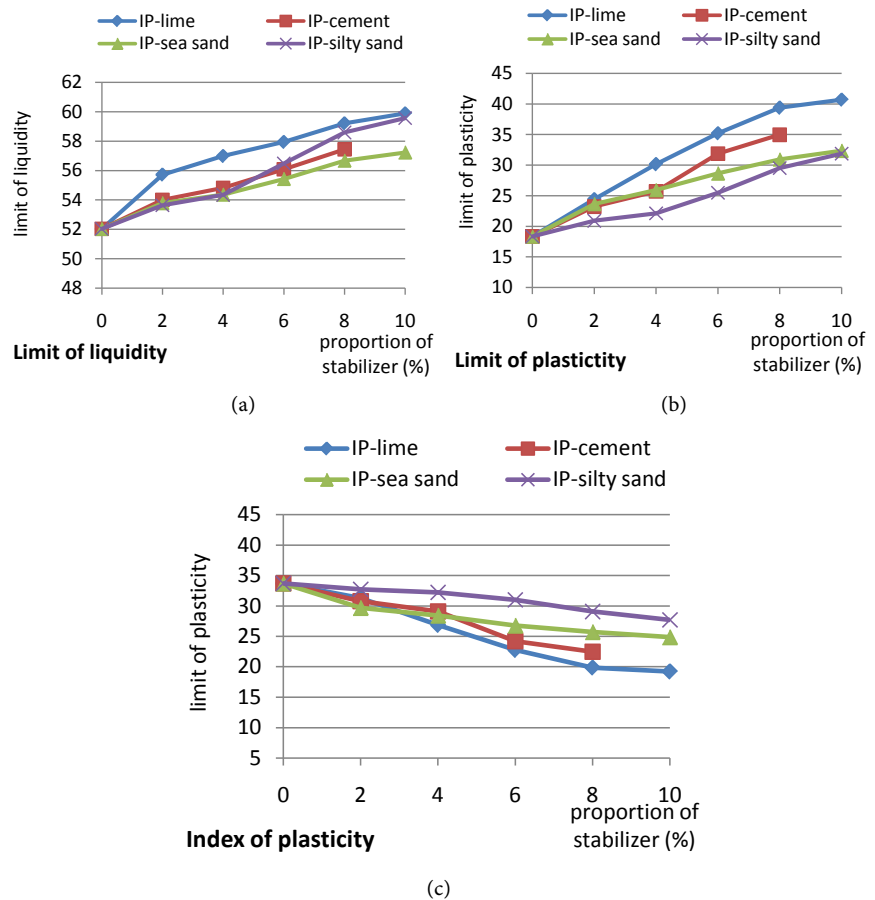 IP-lime IP-cement
IP-sea sand IP-silty sand
limit of liquidity
62
60
58
56
54
52
50
48
0 2 4 6 8 10
Limit of liquidity
proportion of
stabilizer (%)
(a)
IP-lime IP-cement
IP-sea sand IP-silty sand
limit of plasticity
45
40
35
30
25
20
15
10
0 2 4 6 8 10
Limit of plastictity
proportion of
stabilizer (%)
(b)
IP-lime IP-cement
IP-sea sand IP-silty sand
limit of plasticity
45
40
35
30
25
20
15
10
5
0 2 4 6 8 10
Index of plasticity
proportion of
stabilizer (%)
(c)